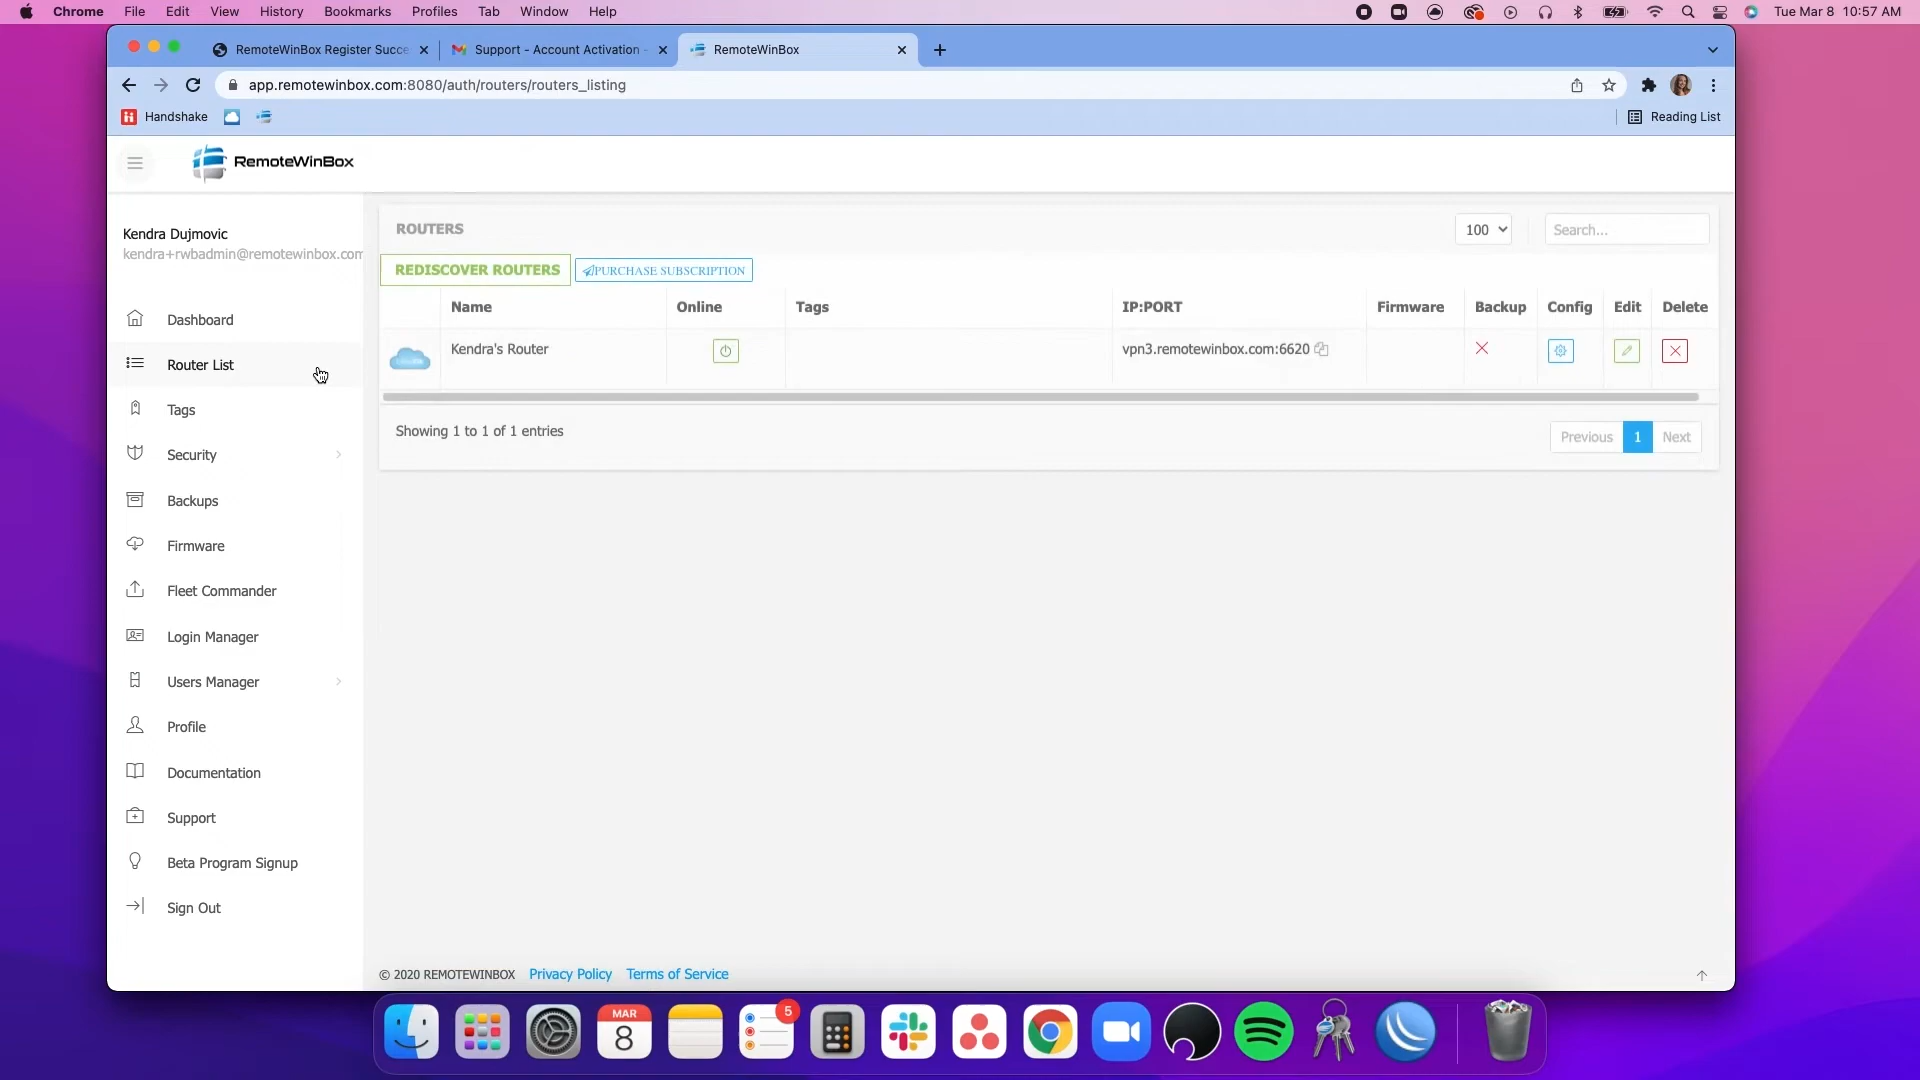 Chrome File Edit View History Bookmarks Profiles Tab Window Help Tue Mar 8 10:57 AM
RemoteWinBox Register Succe Support - Account Activation - RemoteWinBox
app.remotewinbox.com:8080/auth/routers/routers_listing
Handshake Reading List
RemoteWinBox
Kendra Dujmovic
kendra+rwbadmin@remotewinbox.com
Dashboard
Router List
Tags
Security
Backups
Firmware
Fleet Commander
Login Manager
Users Manager
Profile
Documentation
Support
Beta Program Signup
Sign Out
ROUTERS 100 Search...
REDISCOVER ROUTERS PURCHASE SUBSCRIPTION
Name Online Tags IP:PORT Firmware Backup Config Edit Delete
Kendra's Router vpn3.remotewinbox.com:6620
Showing 1 to 1 of 1 entries Previous 1 Next
© 2020 REMOTEWINBOX Privacy Policy Terms of Service
MAR
8
5